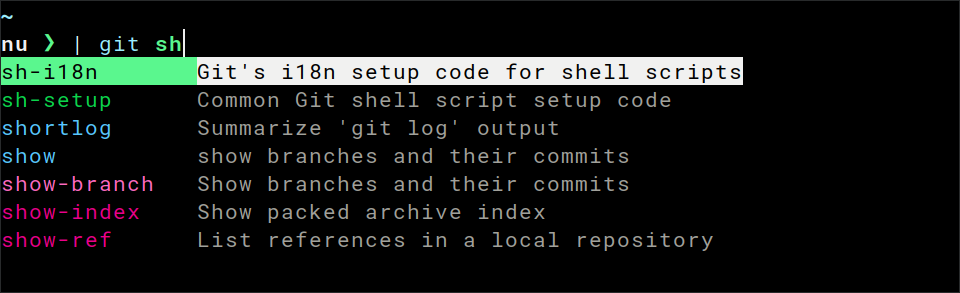 ~
nu ❯ | git sh
sh-i18n Git's i18n setup code for shell scripts
sh-setup Common Git shell script setup code
shortlog Summarize 'git log' output
show show branches and their commits
show-branch Show branches and their commits
show-index Show packed archive index
show-ref List references in a local repository